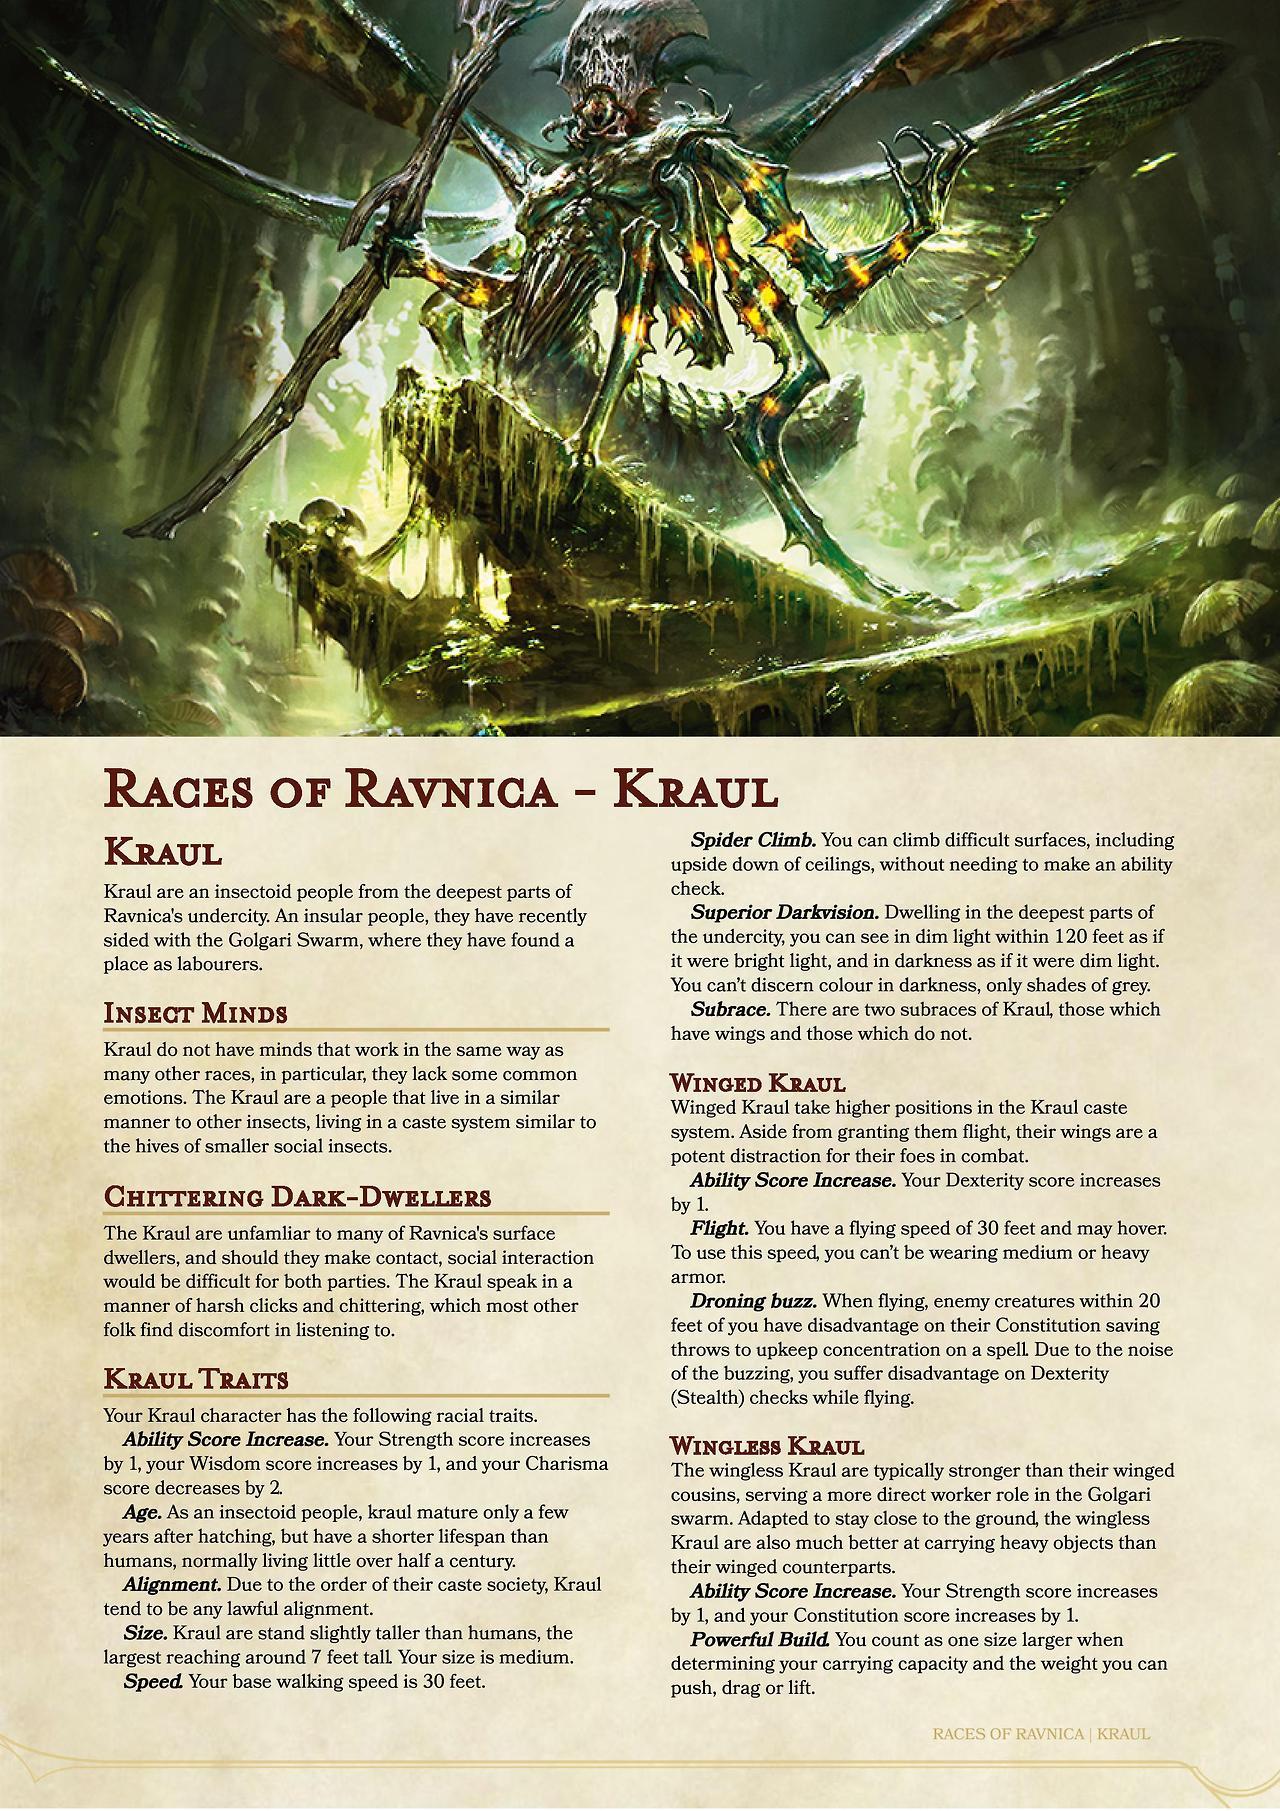 Races of Ravnica – Kraul
Kraul
Kraul are an insectoid people from the deepest parts of
Ravnica's undercity. An insular people, they have recently
sided with the Golgari Swarm, where they have found a
place as labourers.
Insect Minds
Kraul do not have minds that work in the same way as
many other races, in particular, they lack some common
emotions. The Kraul are a people that live in a similar
manner to other insects, living in a caste system similar to
the hives of smaller social insects.
Chittering Dark-Dwellers
The Kraul are unfamliar to many of Ravnica's surface
dwellers, and should they make contact, social interaction
would be difficult for both parties. The Kraul speak in a
manner of harsh clicks and chittering, which most other
folk find discomfort in listening to.
Kraul Traits
Your Kraul character has the following racial traits.
Ability Score Increase. Your Strength score increases
by 1, your Wisdom score increases by 1, and your Charisma
score decreases by 2.
Age. As an insectoid people, kraul mature only a few
years after hatching, but have a shorter lifespan than
humans, normally living little over half a century.
Alignment. Due to the order of their caste society, Kraul
tend to be any lawful alignment.
Size. Kraul are stand slightly taller than humans, the
largest reaching around 7 feet tall. Your size is medium.
Speed. Your base walking speed is 30 feet.
Spider Climb. You can climb difficult surfaces, including
upside down of ceilings, without needing to make an ability
check.
Superior Darkvision. Dwelling in the deepest parts of
the undercity, you can see in dim light within 120 feet as if
it were bright light, and in darkness as if it were dim light.
You can't discern colour in darkness, only shades of grey.
Subrace. There are two subraces of Kraul, those which
have wings and those which do not.
Winged Kraul
Winged Kraul take higher positions in the Kraul caste
system. Aside from granting them flight, their wings are a
potent distraction for their foes in combat.
Ability Score Increase. Your Dexterity score increases
by 1.
Flight. You have a flying speed of 30 feet and may hover.
To use this speed, you can't be wearing medium or heavy
armor.
Droning buzz. When flying, enemy creatures within 20
feet of you have disadvantage on their Constitution saving
throws to upkeep concentration on a spell. Due to the noise
of the buzzing, you suffer disadvantage on Dexterity
(Stealth) checks while flying.
Wingless Kraul
The wingless Kraul are typically stronger than their winged
cousins, serving a more direct worker role in the Golgari
swarm. Adapted to stay close to the ground, the wingless
Kraul are also much better at carrying heavy objects than
their winged counterparts.
Ability Score Increase. Your Strength score increases
by 1, and your Constitution score increases by 1.
Powerful Build. You count as one size larger when
determining your carrying capacity and the weight you can
push, drag or lift.
RACES OF RAVNICA | KRAUL